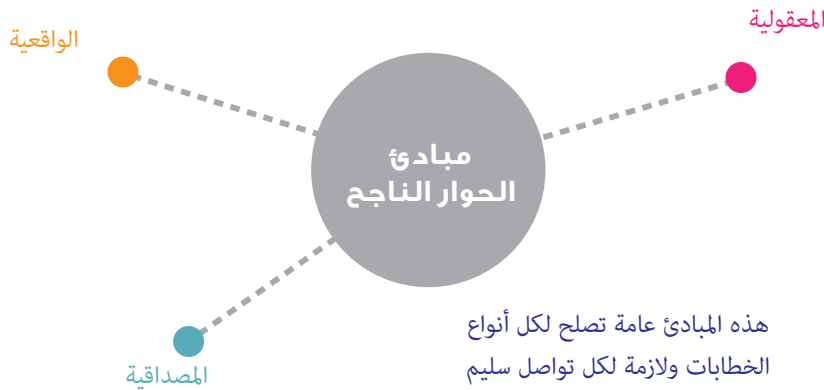 المعقولية
الواقعية
مبادئ
الحوار الناجح
المصداقية
هذه المبادئ عامة تصلح لكل أنواع
الخطابات ولازمة لكل تواصل سليم